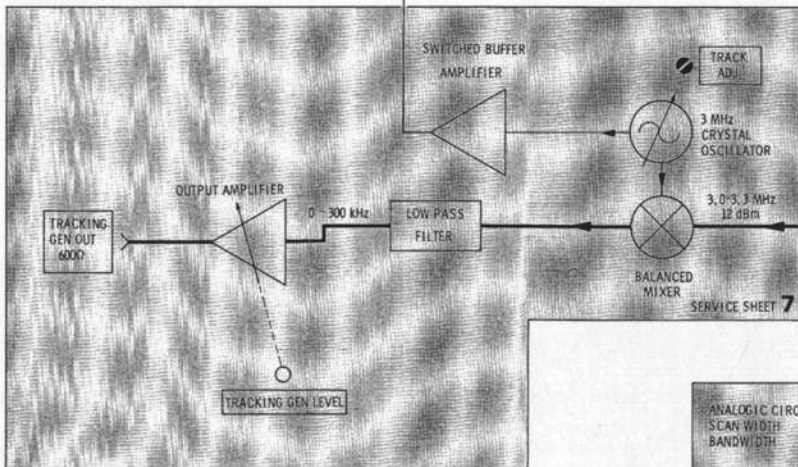 SWITCHED BUFFER
AMPLIFIER
TRACK
ADJ
3 MHz
CRYSTAL
OSCILLATOR
OUTPUT AMPLIFIER
0 - 300 kHz
LOW PASS
FILTER
3.0-3.3 MHz
12 dBm
TRACKING
GEN OUT
600Ω
BALANCED
MIXER
SERVICE SHEET 7
TRACKING GEN LEVEL
ANALOGIC CIRC
SCAN WIDTH
BANDWIDTH